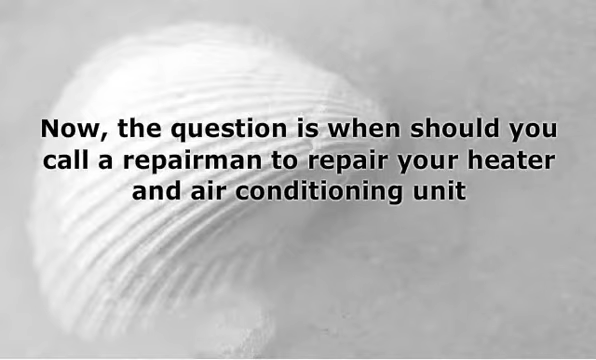 Now, the question is when should you
call a repairman to repair your heater
and air conditioning unit